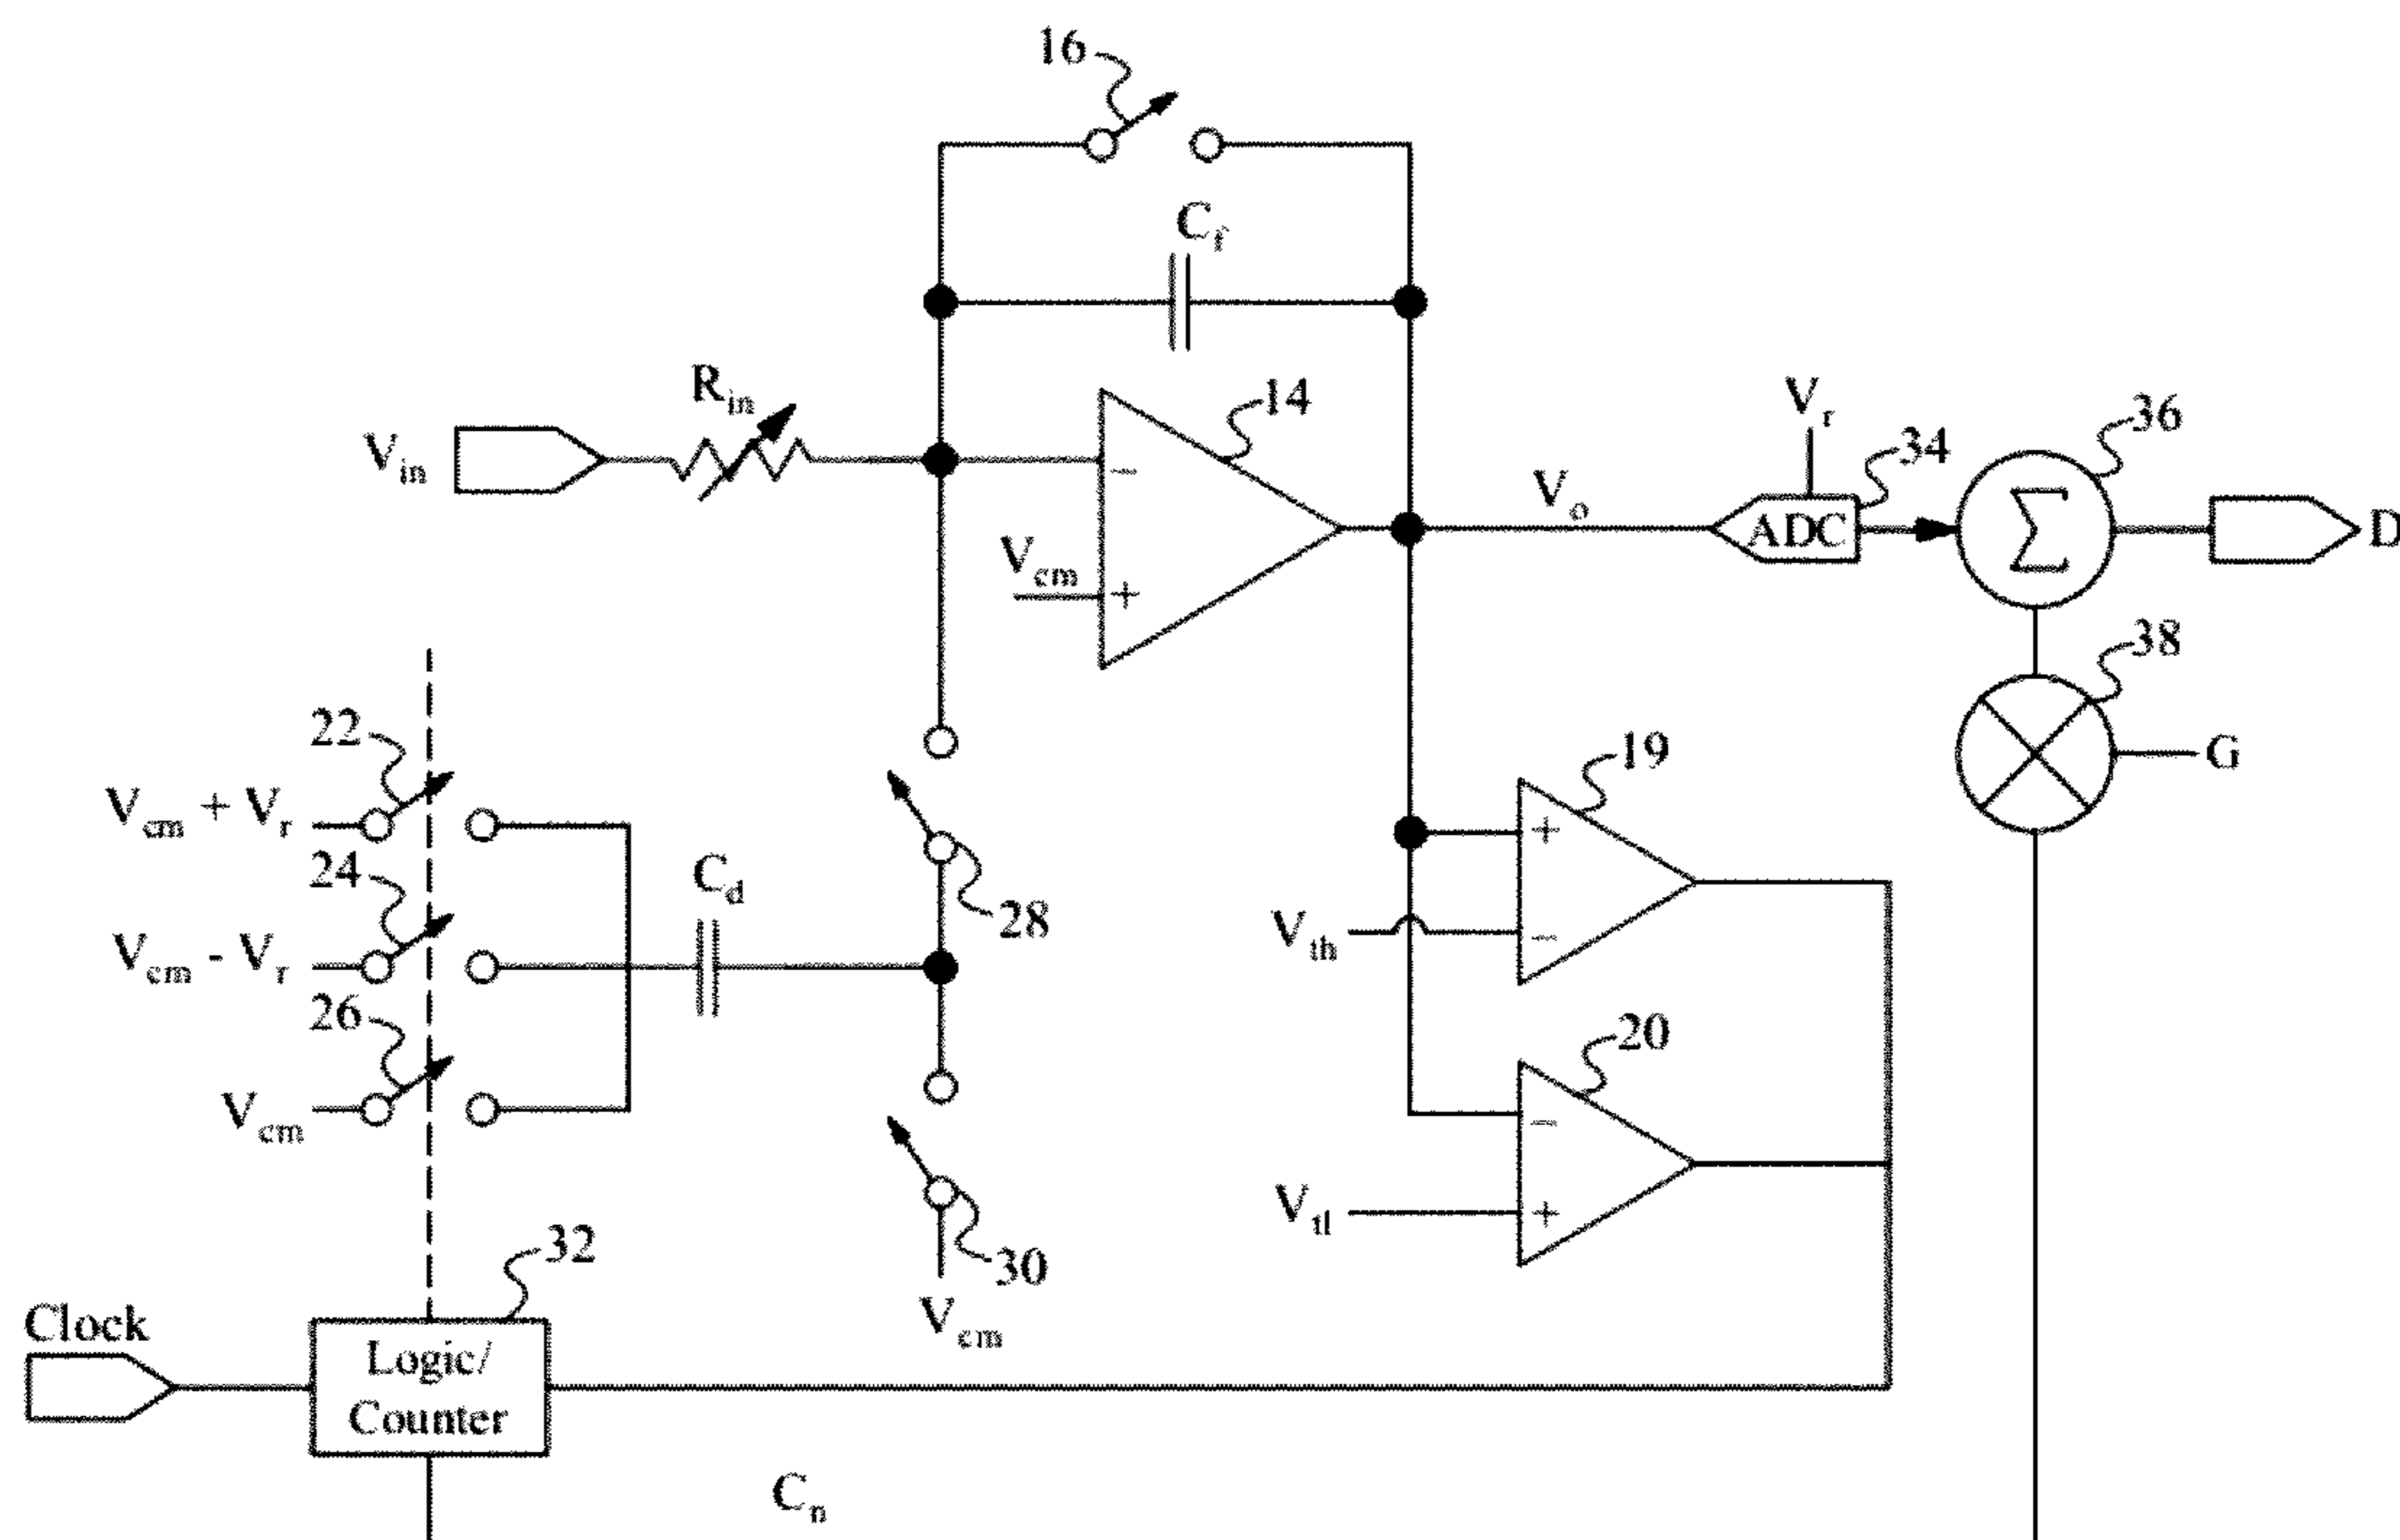 16
C_f
R_in
14
V_in
V_r
34
36
V_o
ADC
Σ
D
V_cm
−
+
38
22
19
G
V_cm + V_r
+
24
C_d
28
V_th
−
V_cm - V_r
26
20
V_cm
−
V_tl
+
32
30
V_cm
Clock
Logic/
Counter
C_n